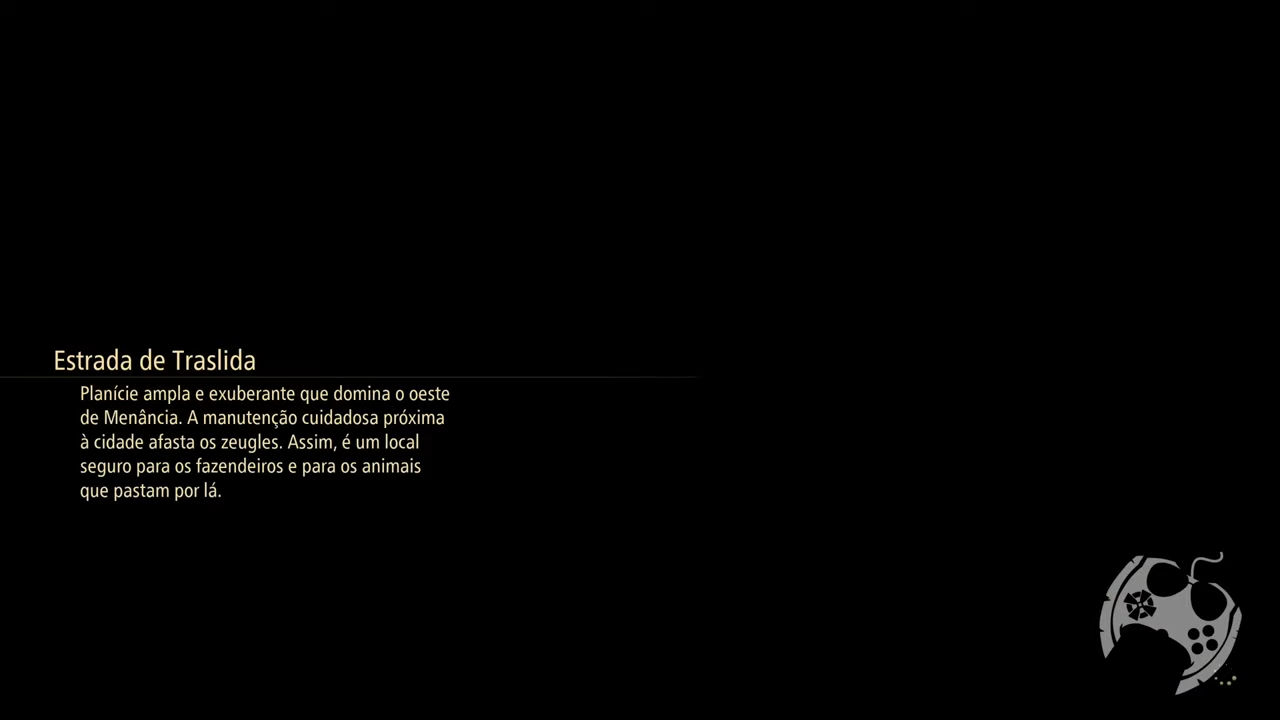 Estrada de Traslida
Planície ampla e exuberante que domina o oeste
de Menância. A manutenção cuidadosa próxima
à cidade afasta os zeugles. Assim, é um local
seguro para os fazendeiros e para os animais
que pastam por lá.